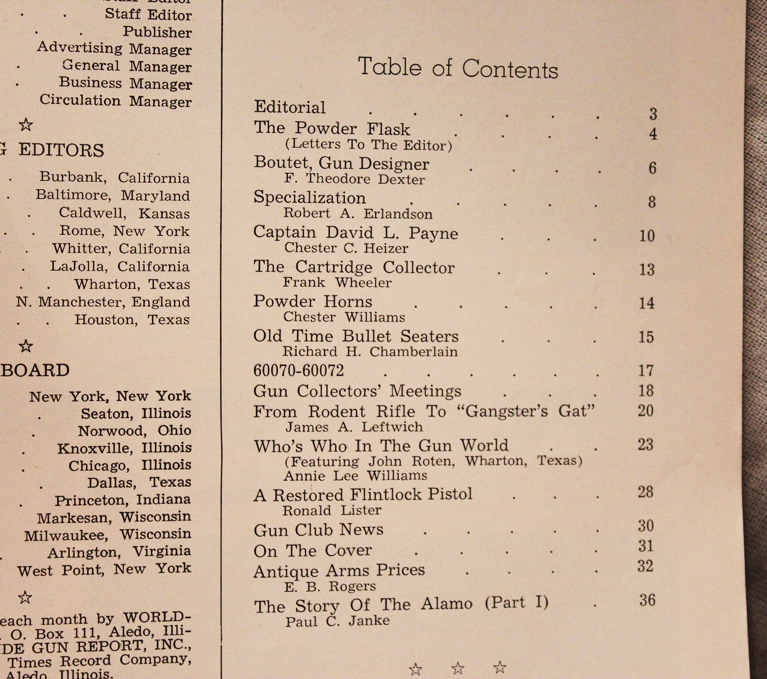 Staff Editor
Staff Editor
Publisher
Advertising Manager
General Manager
Business Manager
Circulation Manager
☆
EDITORS
Burbank, California
Baltimore, Maryland
Caldwell, Kansas
Rome, New York
Whitter, California
LaJolla, California
Wharton, Texas
N. Manchester, England
Houston, Texas
☆
BOARD
New York, New York
Seaton, Illinois
Norwood, Ohio
Knoxville, Illinois
Chicago, Illinois
Dallas, Texas
Princeton, Indiana
Markesan, Wisconsin
Milwaukee, Wisconsin
Arlington, Virginia
West Point, New York
☆
each month by WORLD-
O. Box 111, Aledo, Illi-
IDE GUN REPORT, INC.,
Times Record Company,
Aledo, Illinois.
Table of Contents
Editorial . . . . . . 3
The Powder Flask . . . . 4
(Letters To The Editor)
Boutet, Gun Designer . . . . 6
F. Theodore Dexter
Specialization . . . . . 8
Robert A. Erlandson
Captain David L. Payne . . . 10
Chester C. Heizer
The Cartridge Collector . . . 13
Frank Wheeler
Powder Horns . . . . . 14
Chester Williams
Old Time Bullet Seaters . . . 15
Richard H. Chamberlain
60070-60072 . . . . . . 17
Gun Collectors' Meetings . . . 18
From Rodent Rifle To "Gangster's Gat" 20
James A. Leftwich
Who's Who In The Gun World . . 23
(Featuring John Roten, Wharton, Texas)
Annie Lee Williams
A Restored Flintlock Pistol . . . 28
Ronald Lister
Gun Club News . . . . . 30
On The Cover . . . . . 31
Antique Arms Prices . . . . 32
E. B. Rogers
The Story Of The Alamo (Part I) . 36
Paul C. Janke
☆ ☆ ☆